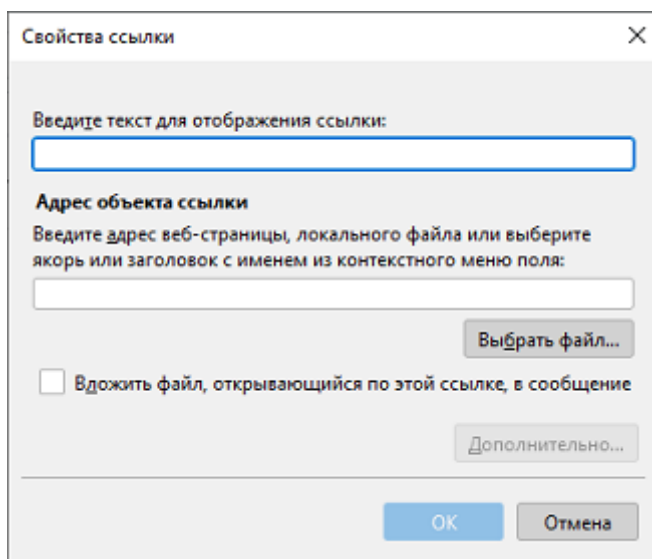 Свойства ссылки
Введите текст для отображения ссылки:
Адрес объекта ссылки
Введите адрес веб-страницы, локального файла или выберите
якорь или заголовок с именем из контекстного меню поля:
Выбрать файл...
Вложить файл, открывающийся по этой ссылке, в сообщение
Дополнительно...
ОК
Отмена